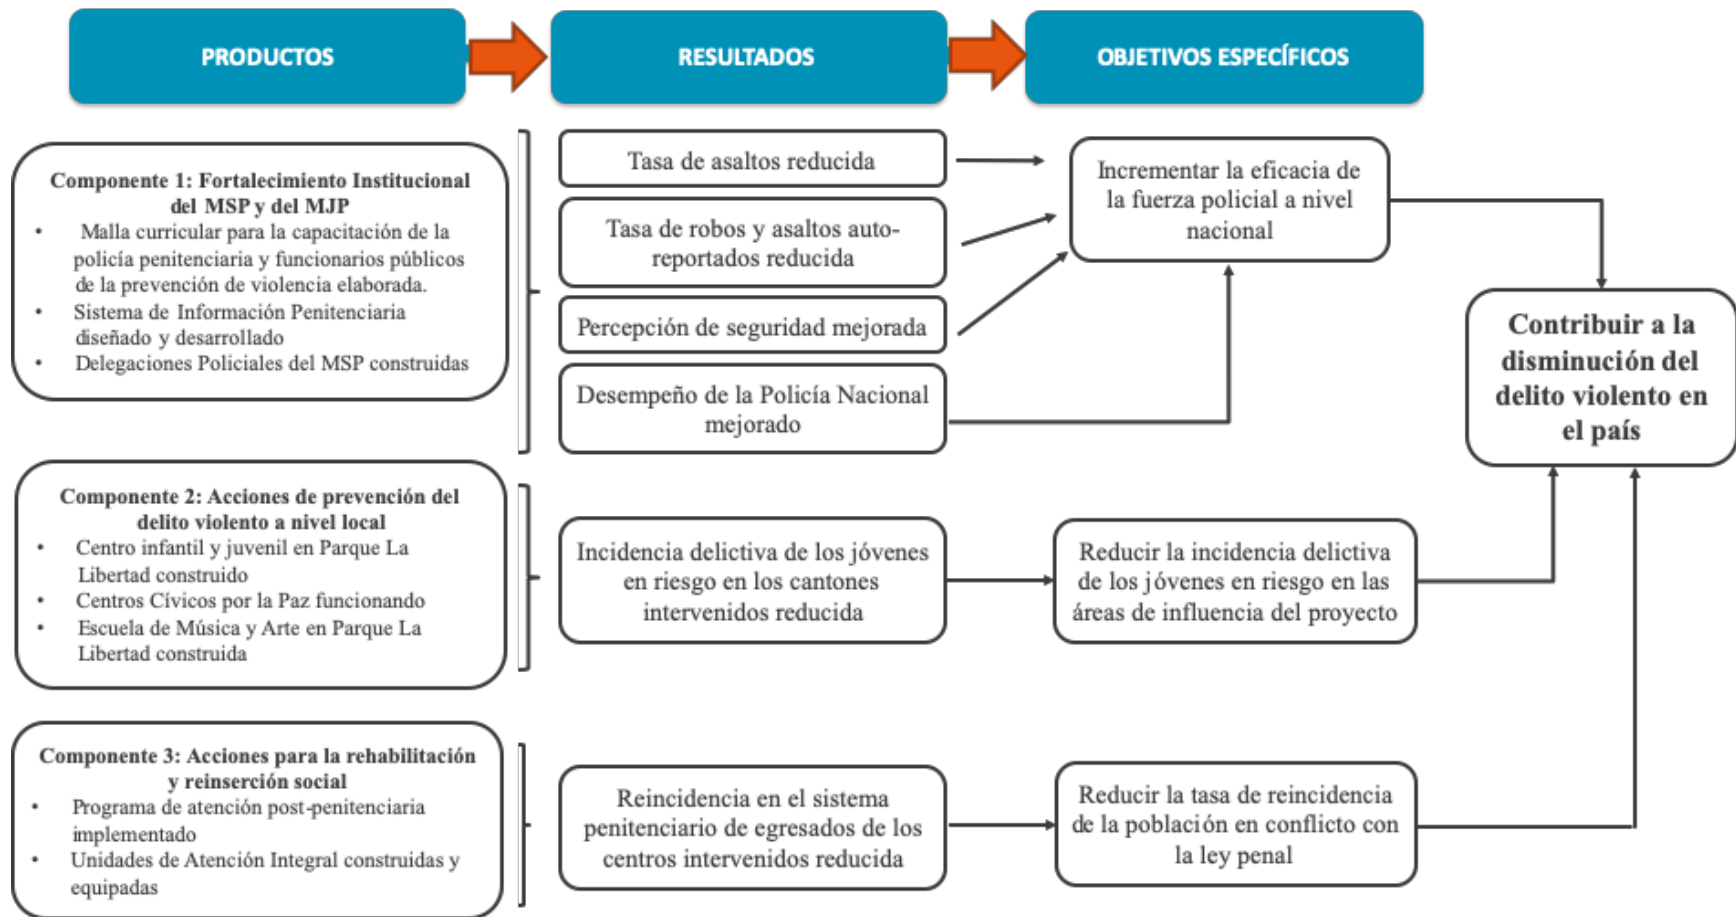 PRODUCTOS
RESULTADOS
OBJETIVOS ESPECÍFICOS
Componente 1: Fortalecimiento Institucional
del MSP y del MJP
• Malla curricular para la capacitación de la
policía penitenciaria y funcionarios públicos
de la prevención de violencia elaborada.
• Sistema de Información Penitenciaria
diseñado y desarrollado
• Delegaciones Policiales del MSP construidas
Tasa de asaltos reducida
Tasa de robos y asaltos auto-
reportados reducida
Percepción de seguridad mejorada
Desempeño de la Policía Nacional
mejorado
Incrementar la eficacia de
la fuerza policial a nivel
nacional
Contribuir a la
disminución del
delito violento en
el país
Componente 2: Acciones de prevención del
delito violento a nivel local
• Centro infantil y juvenil en Parque La
Libertad construido
• Centros Cívicos por la Paz funcionando
• Escuela de Música y Arte en Parque La
Libertad construida
Incidencia delictiva de los jóvenes
en riesgo en los cantones
intervenidos reducida
Reducir la incidencia delictiva
de los jóvenes en riesgo en las
áreas de influencia del proyecto
Componente 3: Acciones para la rehabilitación
y reinserción social
• Programa de atención post-penitenciaria
implementado
• Unidades de Atención Integral construidas y
equipadas
Reincidencia en el sistema
penitenciario de egresados de los
centros intervenidos reducida
Reducir la tasa de reincidencia
de la población en conflicto con
la ley penal